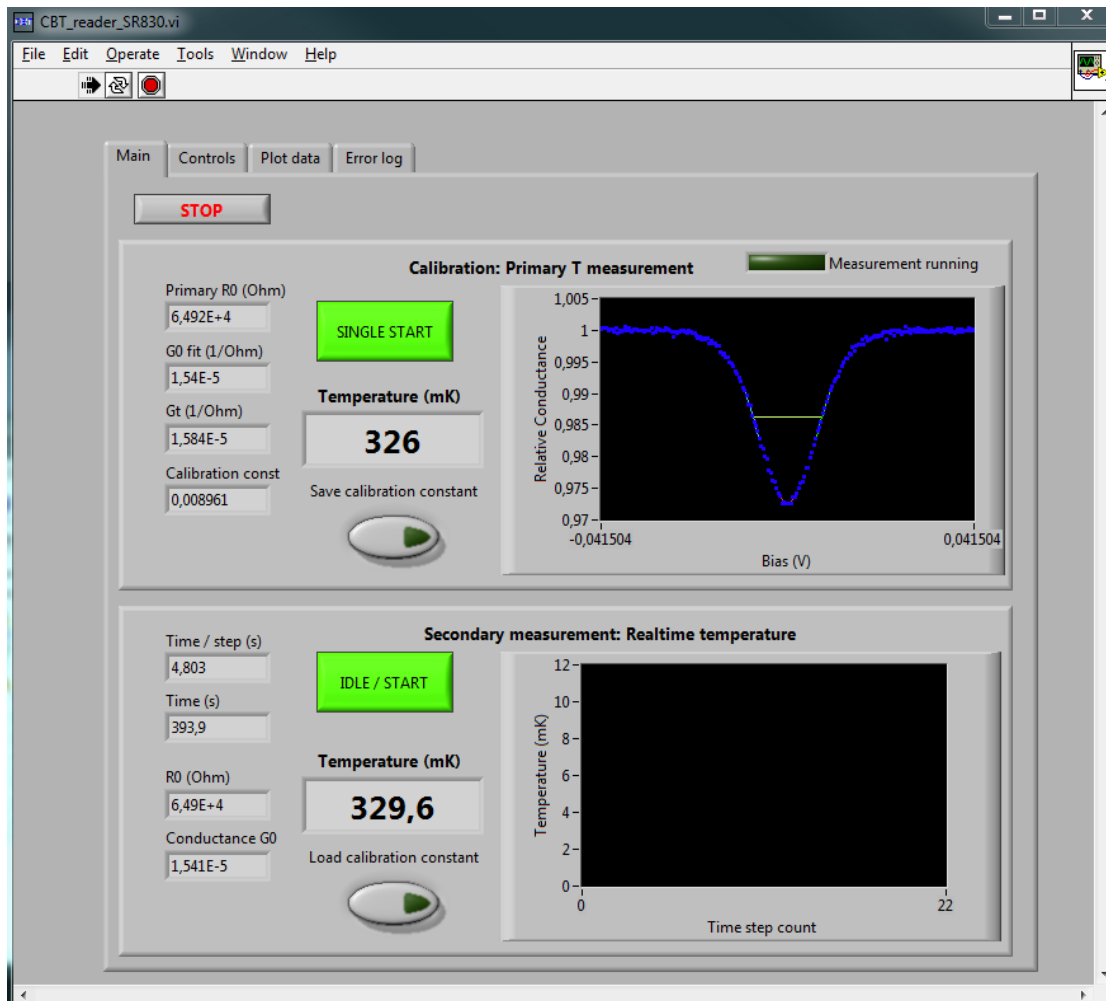 CBT_reader_SR830.vi
File Edit Operate Tools Window Help
Main Controls Plot data Error log
STOP
Calibration: Primary T measurement
Measurement running
Primary R0 (Ohm)
6,492E+4
G0 fit (1/Ohm)
1,54E-5
Gt (1/Ohm)
1,584E-5
Calibration const
0,008961
SINGLE START
Temperature (mK)
326
Save calibration constant
Relative Conductance
1,005
1
0,995
0,99
0,985
0,98
0,975
0,97
-0,041504 0,041504
Bias (V)
Secondary measurement: Realtime temperature
Time / step (s)
4,803
Time (s)
393,9
R0 (Ohm)
6,49E+4
Conductance G0
1,541E-5
IDLE / START
Temperature (mK)
329,6
Load calibration constant
Temperature (mK)
12
10
8
6
4
2
0
0 22
Time step count